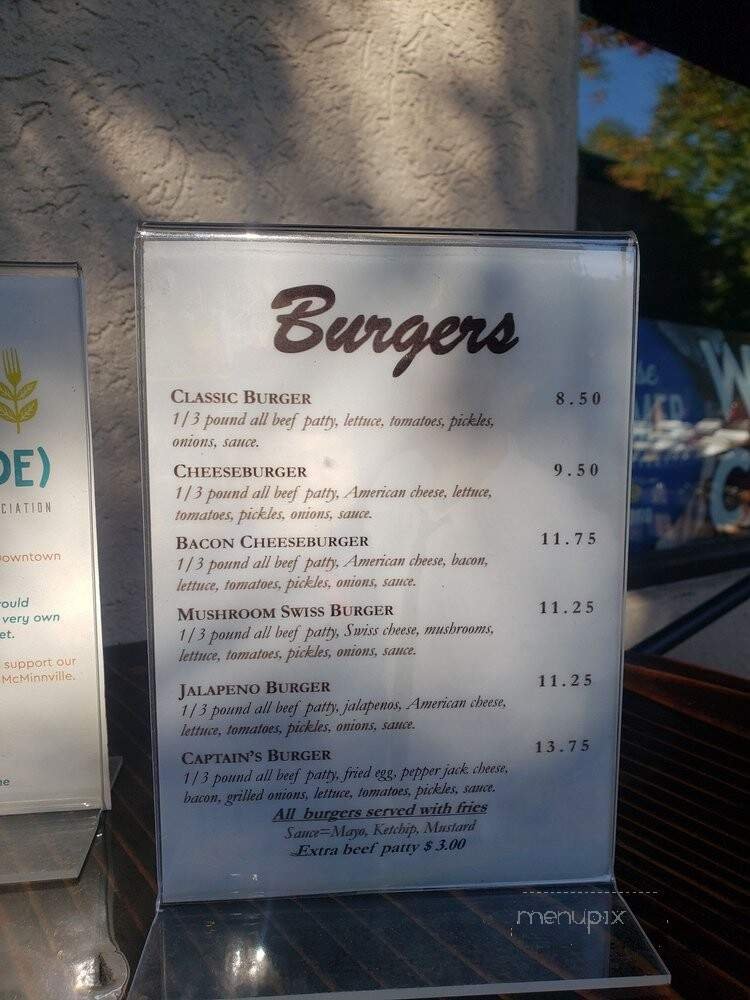 Burgers
CLASSIC BURGER 8.50
1/3 pound all beef patty, lettuce, tomatoes, pickles,
onions, sauce.
CHEESEBURGER 9.50
1/3 pound all beef patty, American cheese, lettuce,
tomatoes, pickles, onions, sauce.
BACON CHEESEBURGER 11.75
1/3 pound all beef patty, American cheese, bacon,
lettuce, tomatoes, pickles, onions, sauce.
MUSHROOM SWISS BURGER 11.25
1/3 pound all beef patty, Swiss cheese, mushrooms,
lettuce, tomatoes, pickles, onions, sauce.
JALAPENO BURGER 11.25
1/3 pound all beef patty, jalapenos, American cheese,
lettuce, tomatoes, pickles, onions, sauce.
CAPTAIN'S BURGER 13.75
1/3 pound all beef patty, fried egg, pepper jack cheese,
bacon, grilled onions, lettuce, tomatoes, pickles, sauce.
All burgers served with fries
Sauce=Mayo, Ketchip, Mustard
Extra beef patty $ 3.00
DE)
CIATION
Downtown
ould
very own
et.
support our
McMinnville.
ne
W
C
menupix